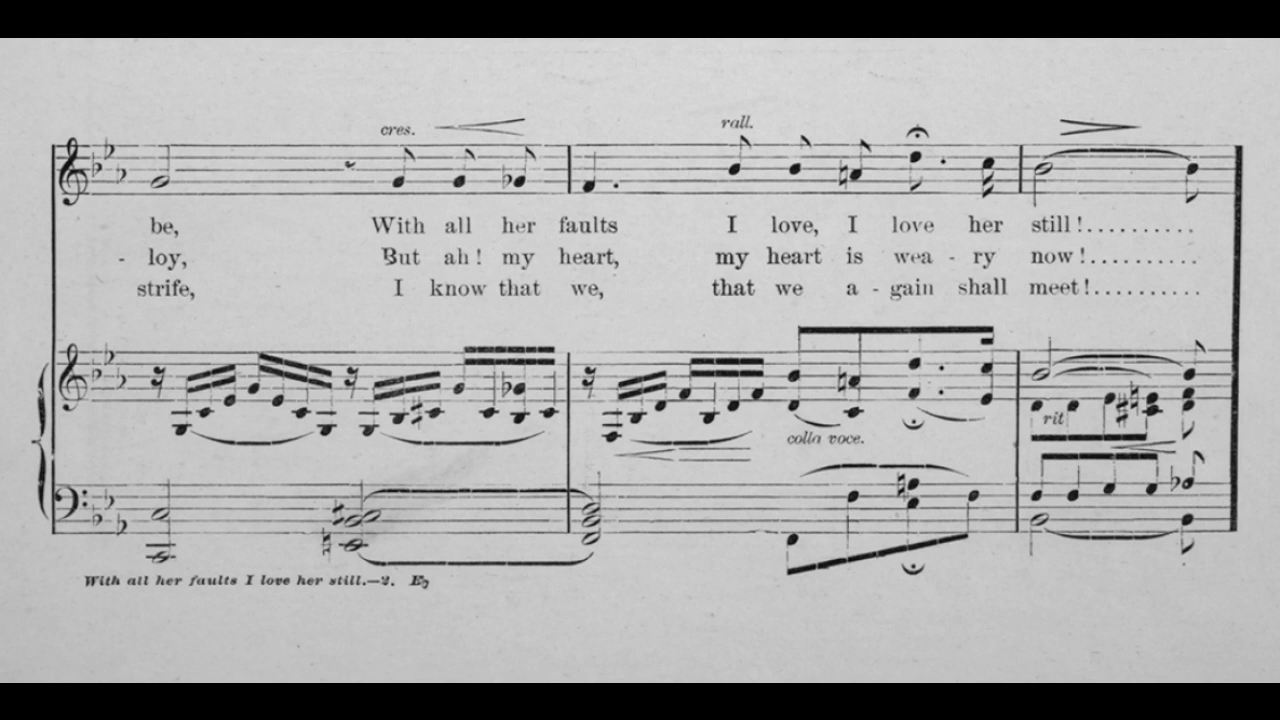 cres.
rall.
be, With all her faults I love, I love her still!..........
- loy, But ah! my heart, my heart is wea - ry now!..........
strife, I know that we, that we a - gain shall meet!..........
colla voce.
rit
With all her faults I love her still.—2. E♭